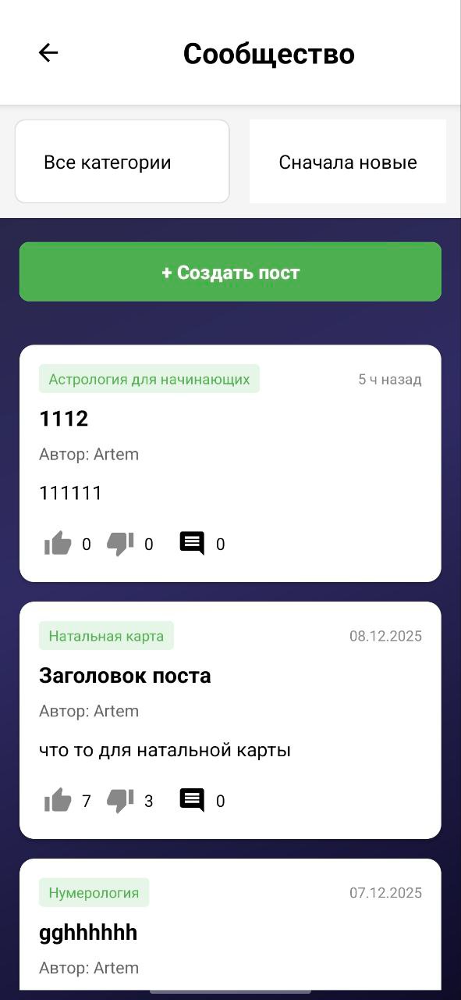 Сообщество
Все категории
Сначала новые
+ Создать пост
Астрология для начинающих
5 ч назад
1112
Автор: Artem
111111
0 0 0
Натальная карта
08.12.2025
Заголовок поста
Автор: Artem
что то для натальной карты
7 3 0
Нумерология
07.12.2025
gghhhhhh
Автор: Artem